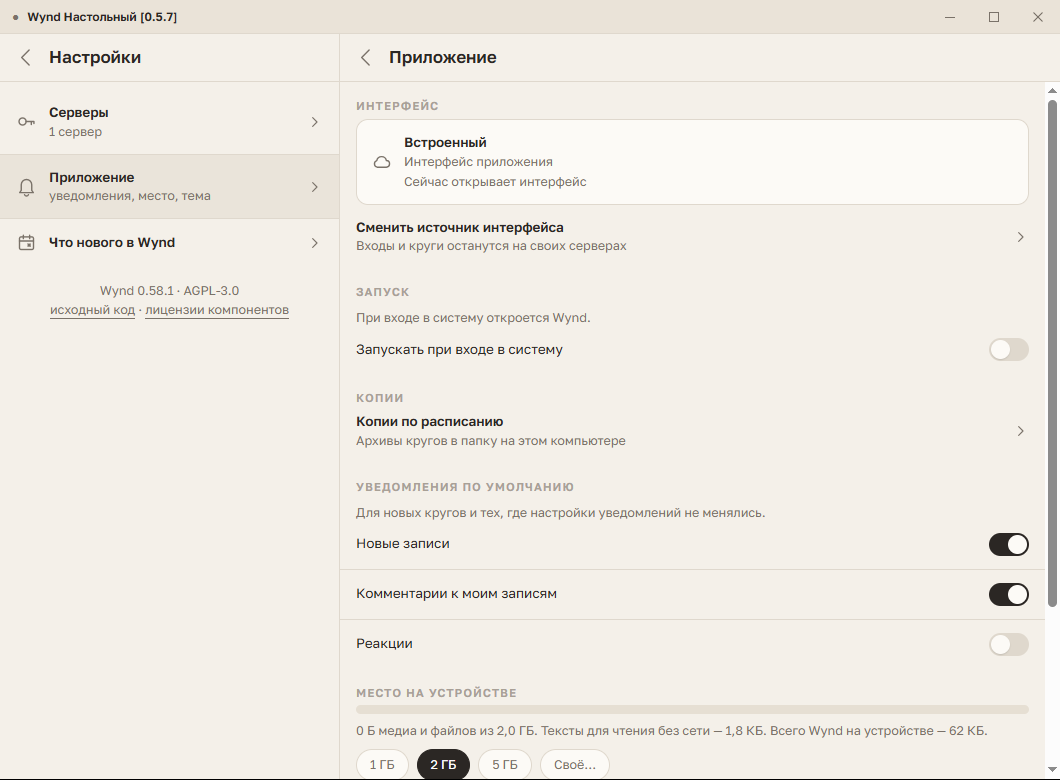 Wynd Настольный [0.5.7]
Настройки
Серверы
1 сервер
Приложение
уведомления, место, тема
Что нового в Wynd
Wynd 0.58.1 · AGPL-3.0
исходный код · лицензии компонентов
Приложение
ИНТЕРФЕЙС
Встроенный
Интерфейс приложения
Сейчас открывает интерфейс
Сменить источник интерфейса
Входы и круги останутся на своих серверах
ЗАПУСК
При входе в систему откроется Wynd.
Запускать при входе в систему
КОПИИ
Копии по расписанию
Архивы кругов в папку на этом компьютере
УВЕДОМЛЕНИЯ ПО УМОЛЧАНИЮ
Для новых кругов и тех, где настройки уведомлений не менялись.
Новые записи
Комментарии к моим записям
Реакции
МЕСТО НА УСТРОЙСТВЕ
0 Б медиа и файлов из 2,0 ГБ. Тексты для чтения без сети — 1,8 КБ. Всего Wynd на устройстве — 62 КБ.
1 ГБ 2 ГБ 5 ГБ Своё…